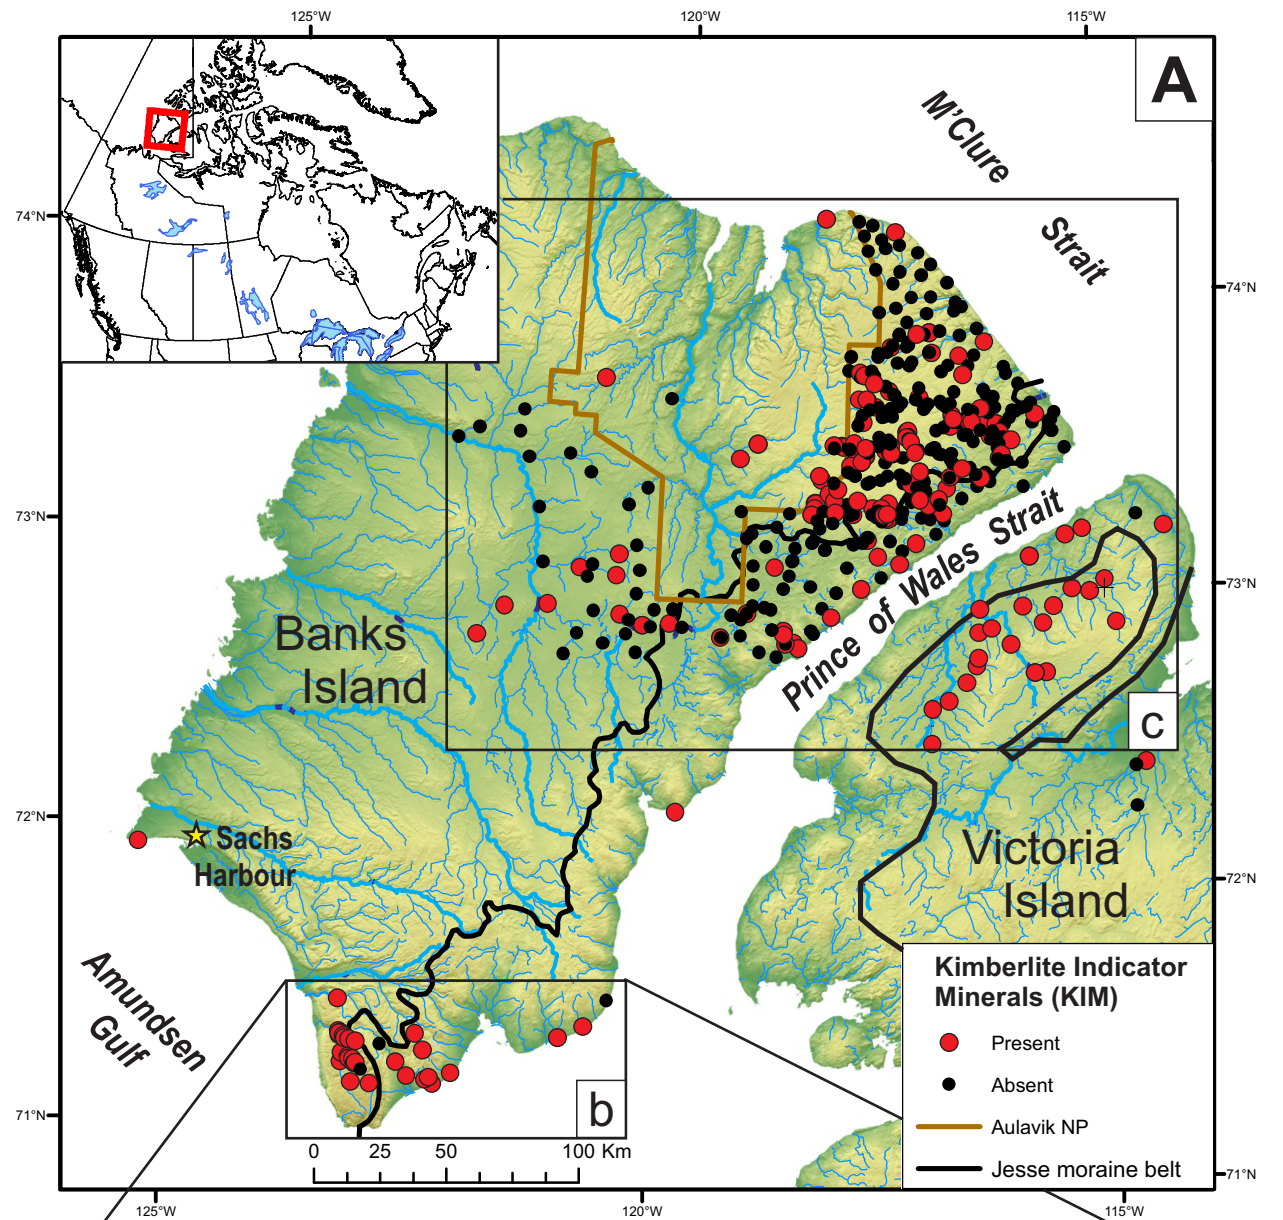 125°W
120°W
115°W
A
M'Clure
Strait
74°N
74°N
73°N
73°N
Prince of Wales Strait
Banks
Island
c
72°N
72°N
Sachs
Harbour
Victoria
Island
Amundsen
Gulf
b
71°N
71°N
0 25 50 100 Km
Kimberlite Indicator
Minerals (KIM)
Present
Absent
Aulavik NP
Jesse moraine belt
125°W
120°W
115°W